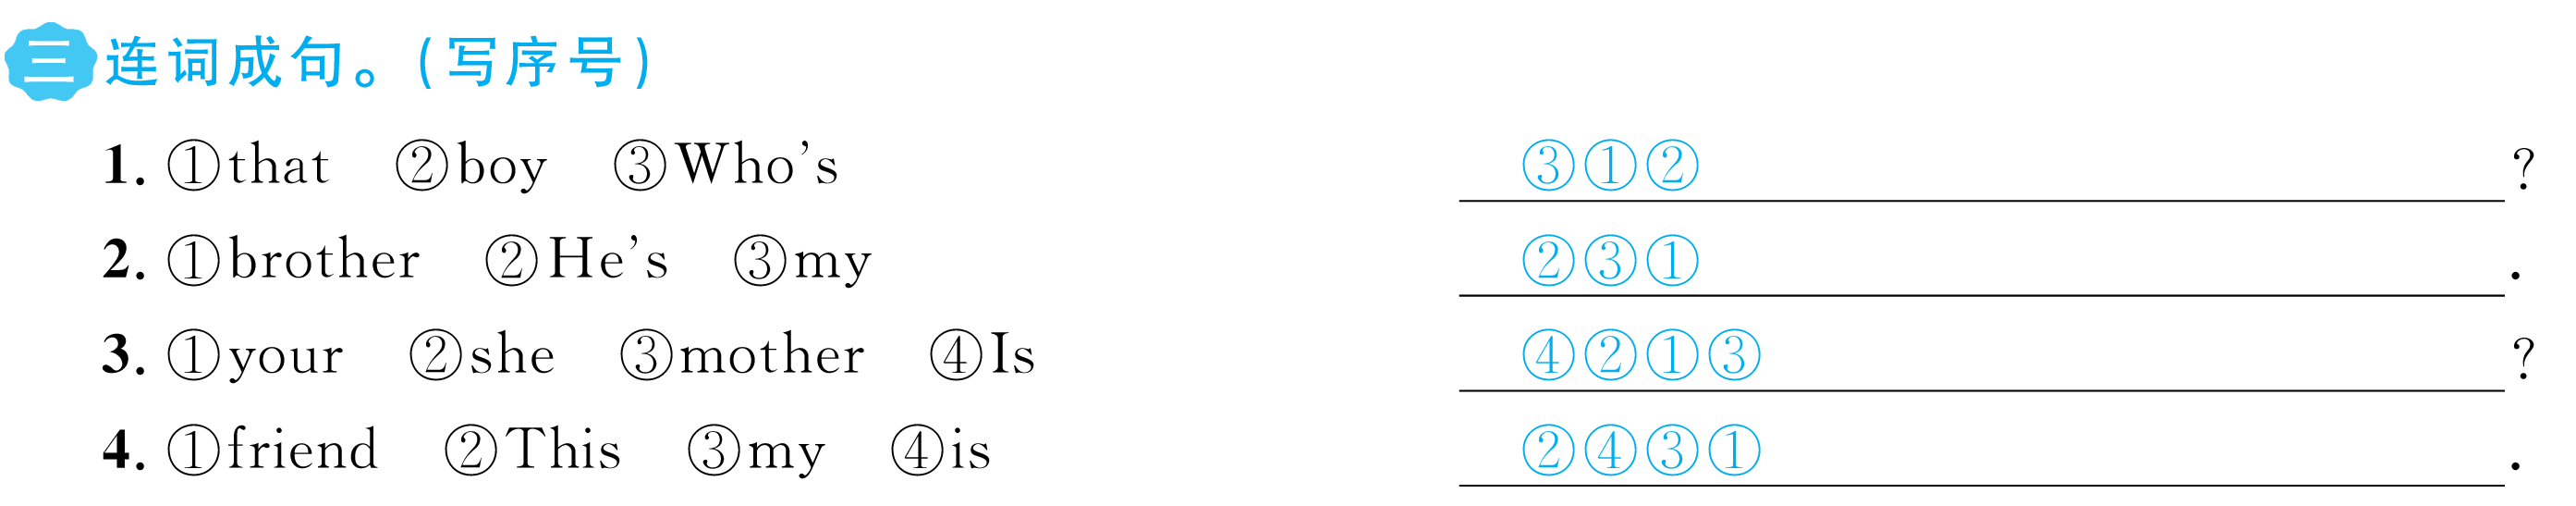 三 连词成句。(写序号)
1. ①that ②boy ③Who's ③①② ?
2. ①brother ②He's ③my ②③① .
3. ①your ②she ③mother ④Is ④②①③ ?
4. ①friend ②This ③my ④is ②④③① .